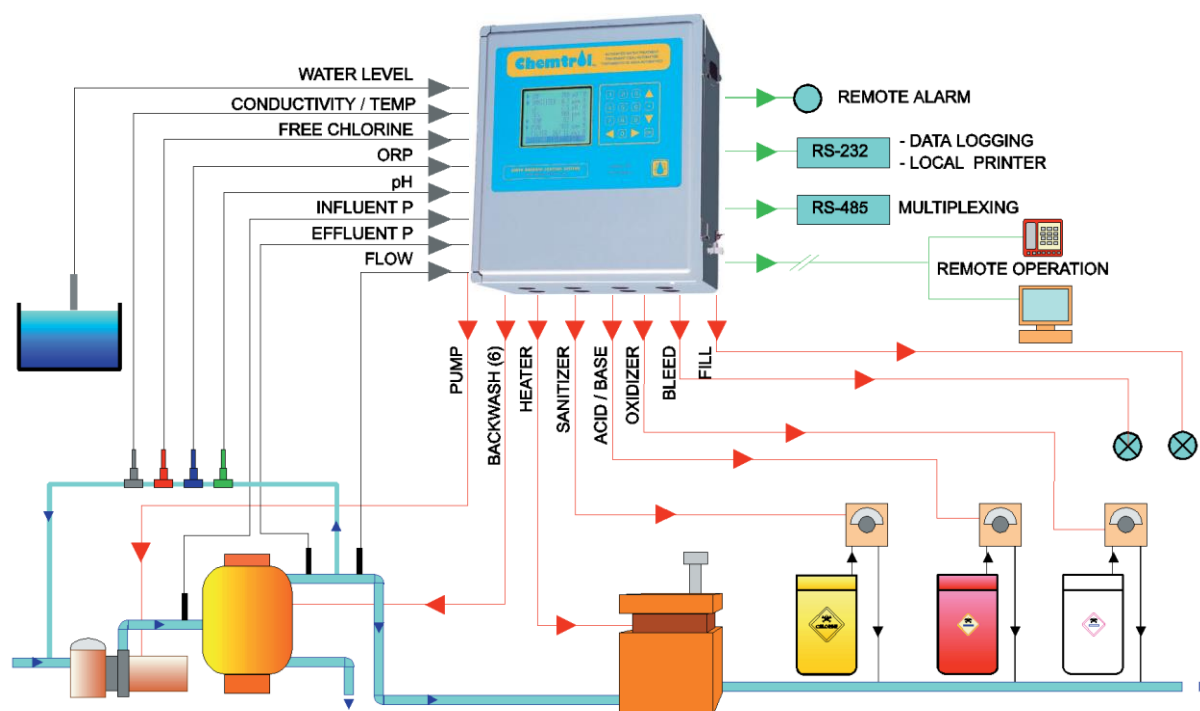 Chemtrol
WATER LEVEL
CONDUCTIVITY / TEMP
FREE CHLORINE
ORP
pH
INFLUENT P
EFFLUENT P
FLOW
REMOTE ALARM
RS-232
- DATA LOGGING
- LOCAL PRINTER
RS-485
MULTIPLEXING
REMOTE OPERATION
PUMP
BACKWASH (6)
HEATER
SANITIZER
ACID / BASE
OXIDIZER
BLEED
FILL
CHLORINE